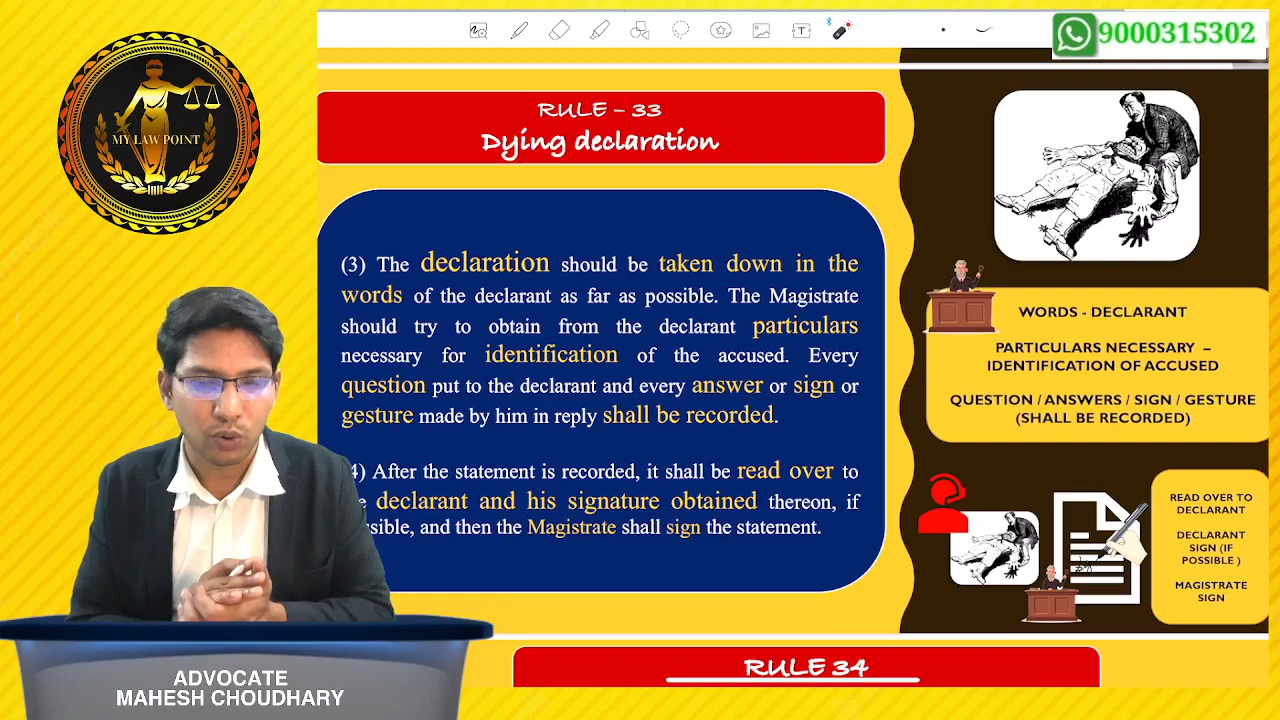 9000315302
MY LAW POINT
RULE – 33
Dying declaration
(3) The declaration should be taken down in the
words of the declarant as far as possible. The Magistrate
should try to obtain from the declarant particulars
necessary for identification of the accused. Every
question put to the declarant and every answer or sign or
gesture made by him in reply shall be recorded.
4) After the statement is recorded, it shall be read over to
declarant and his signature obtained thereon, if
ssible, and then the Magistrate shall sign the statement.
WORDS - DECLARANT
PARTICULARS NECESSARY –
IDENTIFICATION OF ACCUSED
QUESTION / ANSWERS / SIGN / GESTURE
(SHALL BE RECORDED)
READ OVER TO
DECLARANT
DECLARANT
SIGN (IF
POSSIBLE )
MAGISTRATE
SIGN
RULE 34
ADVOCATE
MAHESH CHOUDHARY